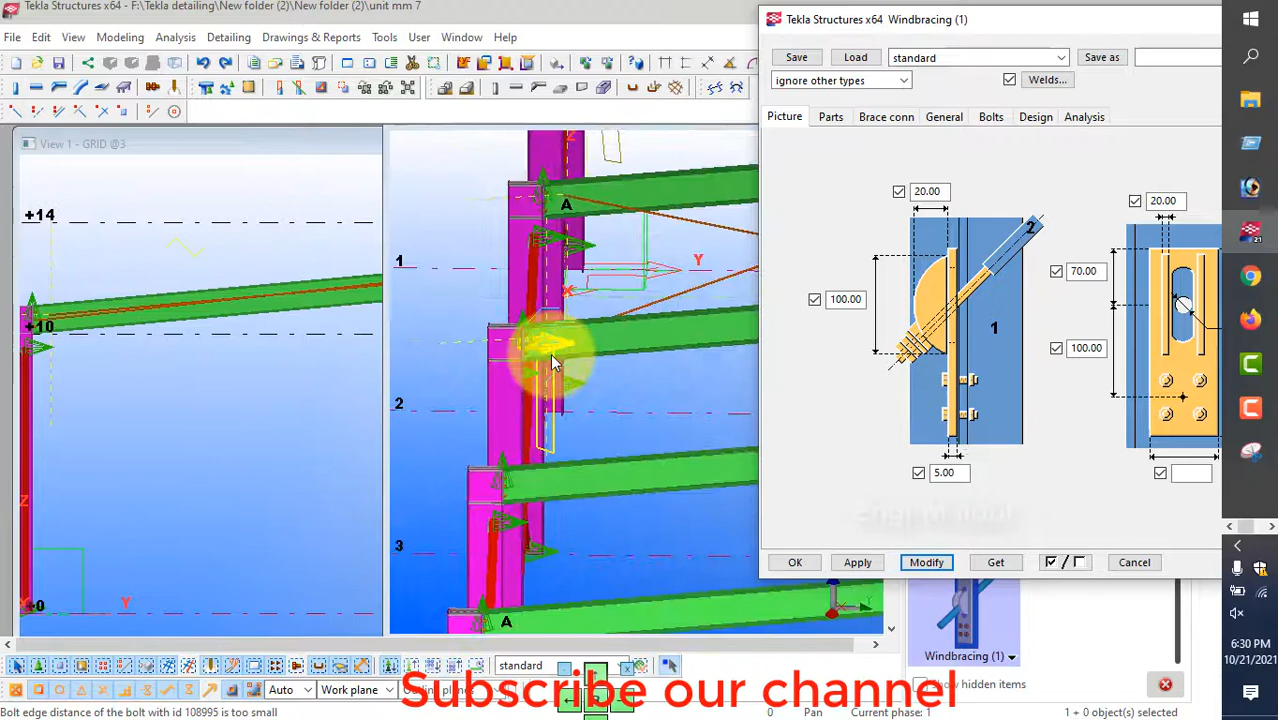 Tekla Structures x64 - F:\Tekla detailing\New folder (2)\New folder (2)\unit mm 7
File Edit View Modeling Analysis Detailing Drawings & Reports Tools User Window Help
View 1 - GRID @3
+14
+10
+0
Z
Y
Z
A
1
Y
X
2
3
A
Tekla Structures x64 Windbracing (1)
Save Load standard Save as
ignore other types Welds...
Picture Parts Brace conn General Bolts Design Analysis
20.00 20.00
2
70.00
100.00
1
100.00
5.00
OK Apply Modify Get / Cancel
Windbracing (1)
Show hidden items
standard
Auto Work plane
Subscribe our channel
Bolt edge distance of the bolt with id 108995 is too small
0 Pan Current phase: 1 1 + 0 object(s) selected
6:30 PM
10/21/2021